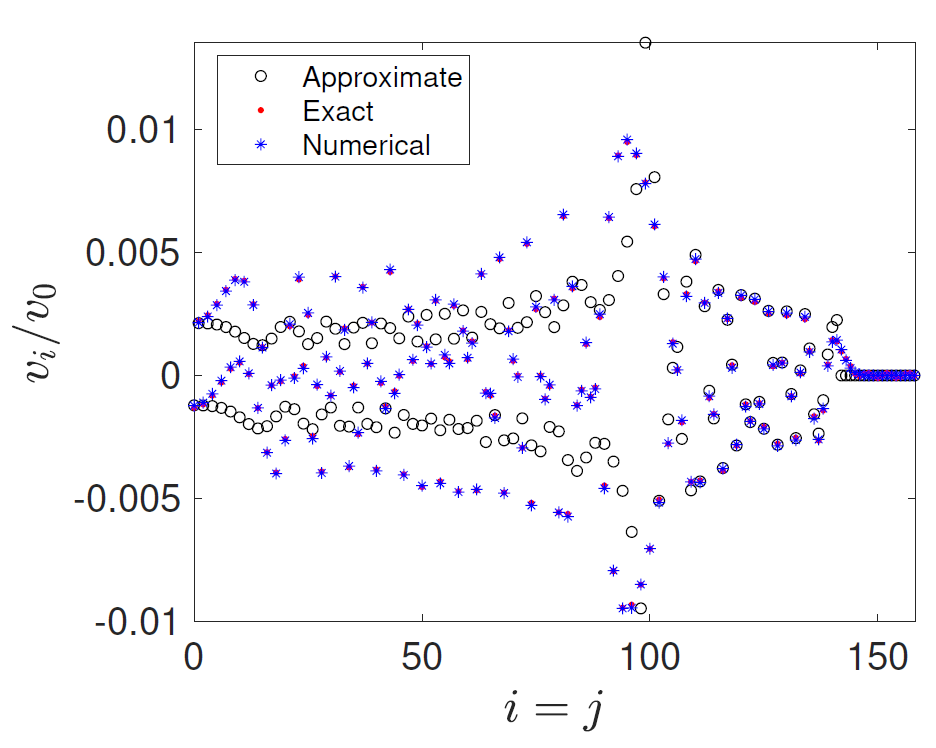 Approximate
Exact
Numerical
0.01
0.005
0
-0.005
-0.01
v_i/v_0
0 50 100 150
i = j